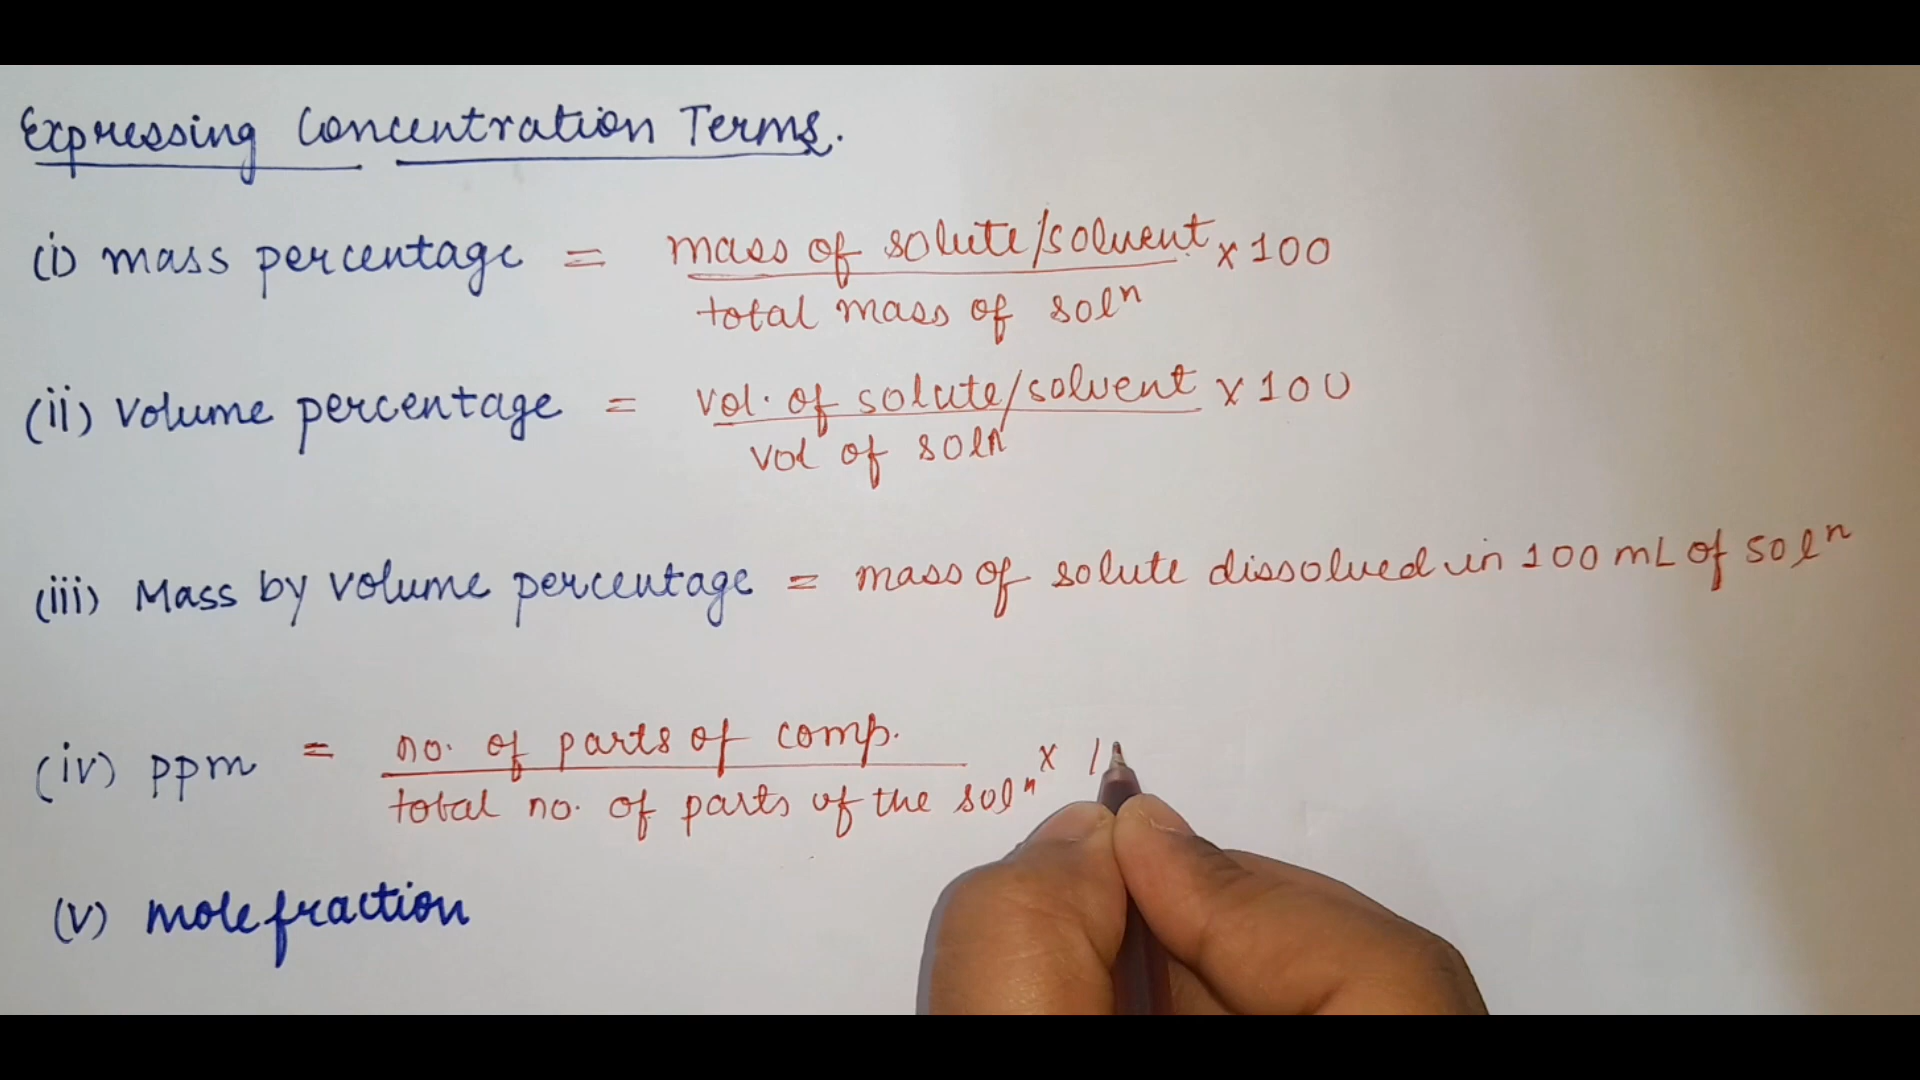 Expressing Concentration Terms.
(i) mass percentage = mass of solute/solvent × 100
total mass of solⁿ
(ii) Volume percentage = vol. of solute/solvent × 100
vol of solⁿ
(iii) Mass by volume percentage = mass of solute dissolved in 100 mL of solⁿ
(iv) ppm = no. of parts of comp. × 1
total no. of parts of the solⁿ
(v) mole fraction